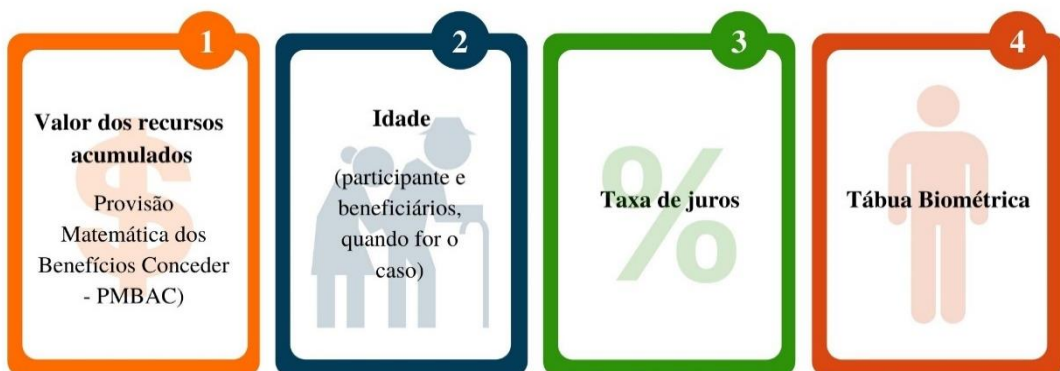 1
Valor dos recursos
acumulados
Provisão
Matemática dos
Benefícios Conceder
- PMBAC)
2
Idade
(participante e
beneficiários,
quando for o
caso)
3
%
Taxa de juros
4
Tábua Biométrica
$